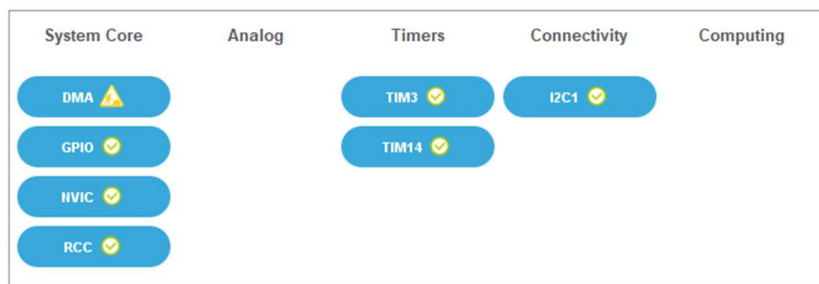 System Core Analog Timers Connectivity Computing
DMA TIM3 I2C1
GPIO TIM14
NVIC
RCC